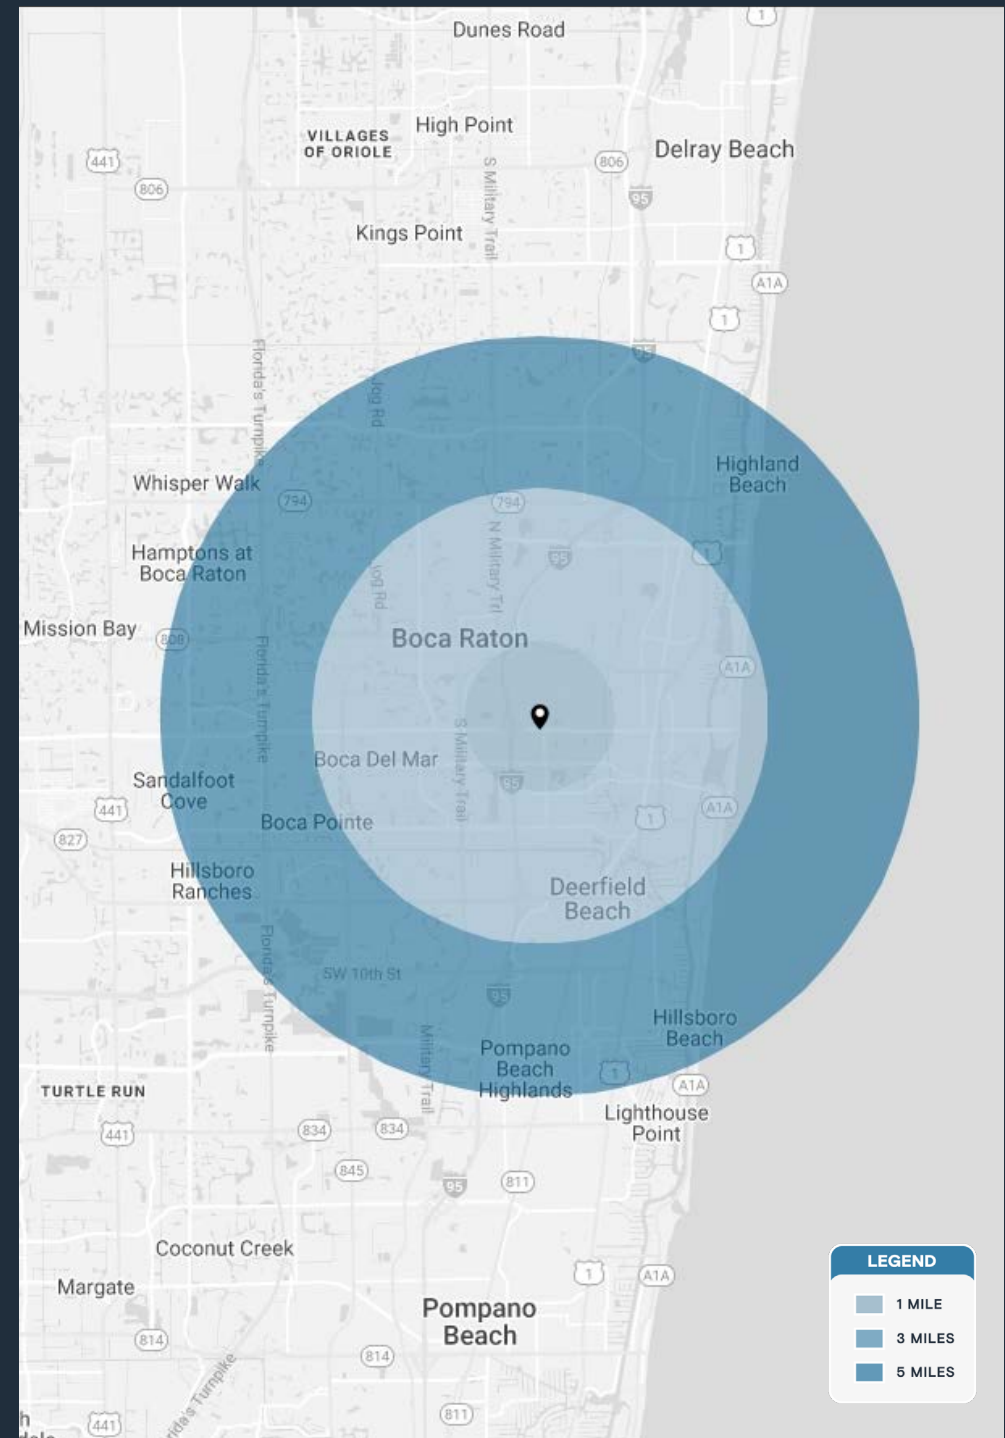 1
Dunes Road
High Point
VILLAGES
OF ORIOLE
Delray Beach
441
806
806
S Military Trail
95
Kings Point
1
A1A
1
Florida's Turnpike
95
Jog Rd
Highland
Beach
Whisper Walk
794
794
N Military Trl
95
1
Hamptons at
Boca Raton
Jog Rd
Mission Bay
808
Boca Raton
Florida's Turnpike
A1A
S Military Trail
Boca Del Mar
95
Sandalfoot
Cove
441
A1A
1
827
Boca Pointe
Hillsboro
Ranches
Deerfield
Beach
Florida's Turnpike
SW 10th St
95
Hillsboro
Beach
Military Trail
Pompano
Beach
Highlands
1
A1A
TURTLE RUN
Lighthouse
Point
441
834
834
845
95
811
Coconut Creek
1
A1A
Margate
Pompano
Beach
814
814
811
441
LEGEND
1 MILE
3 MILES
5 MILES